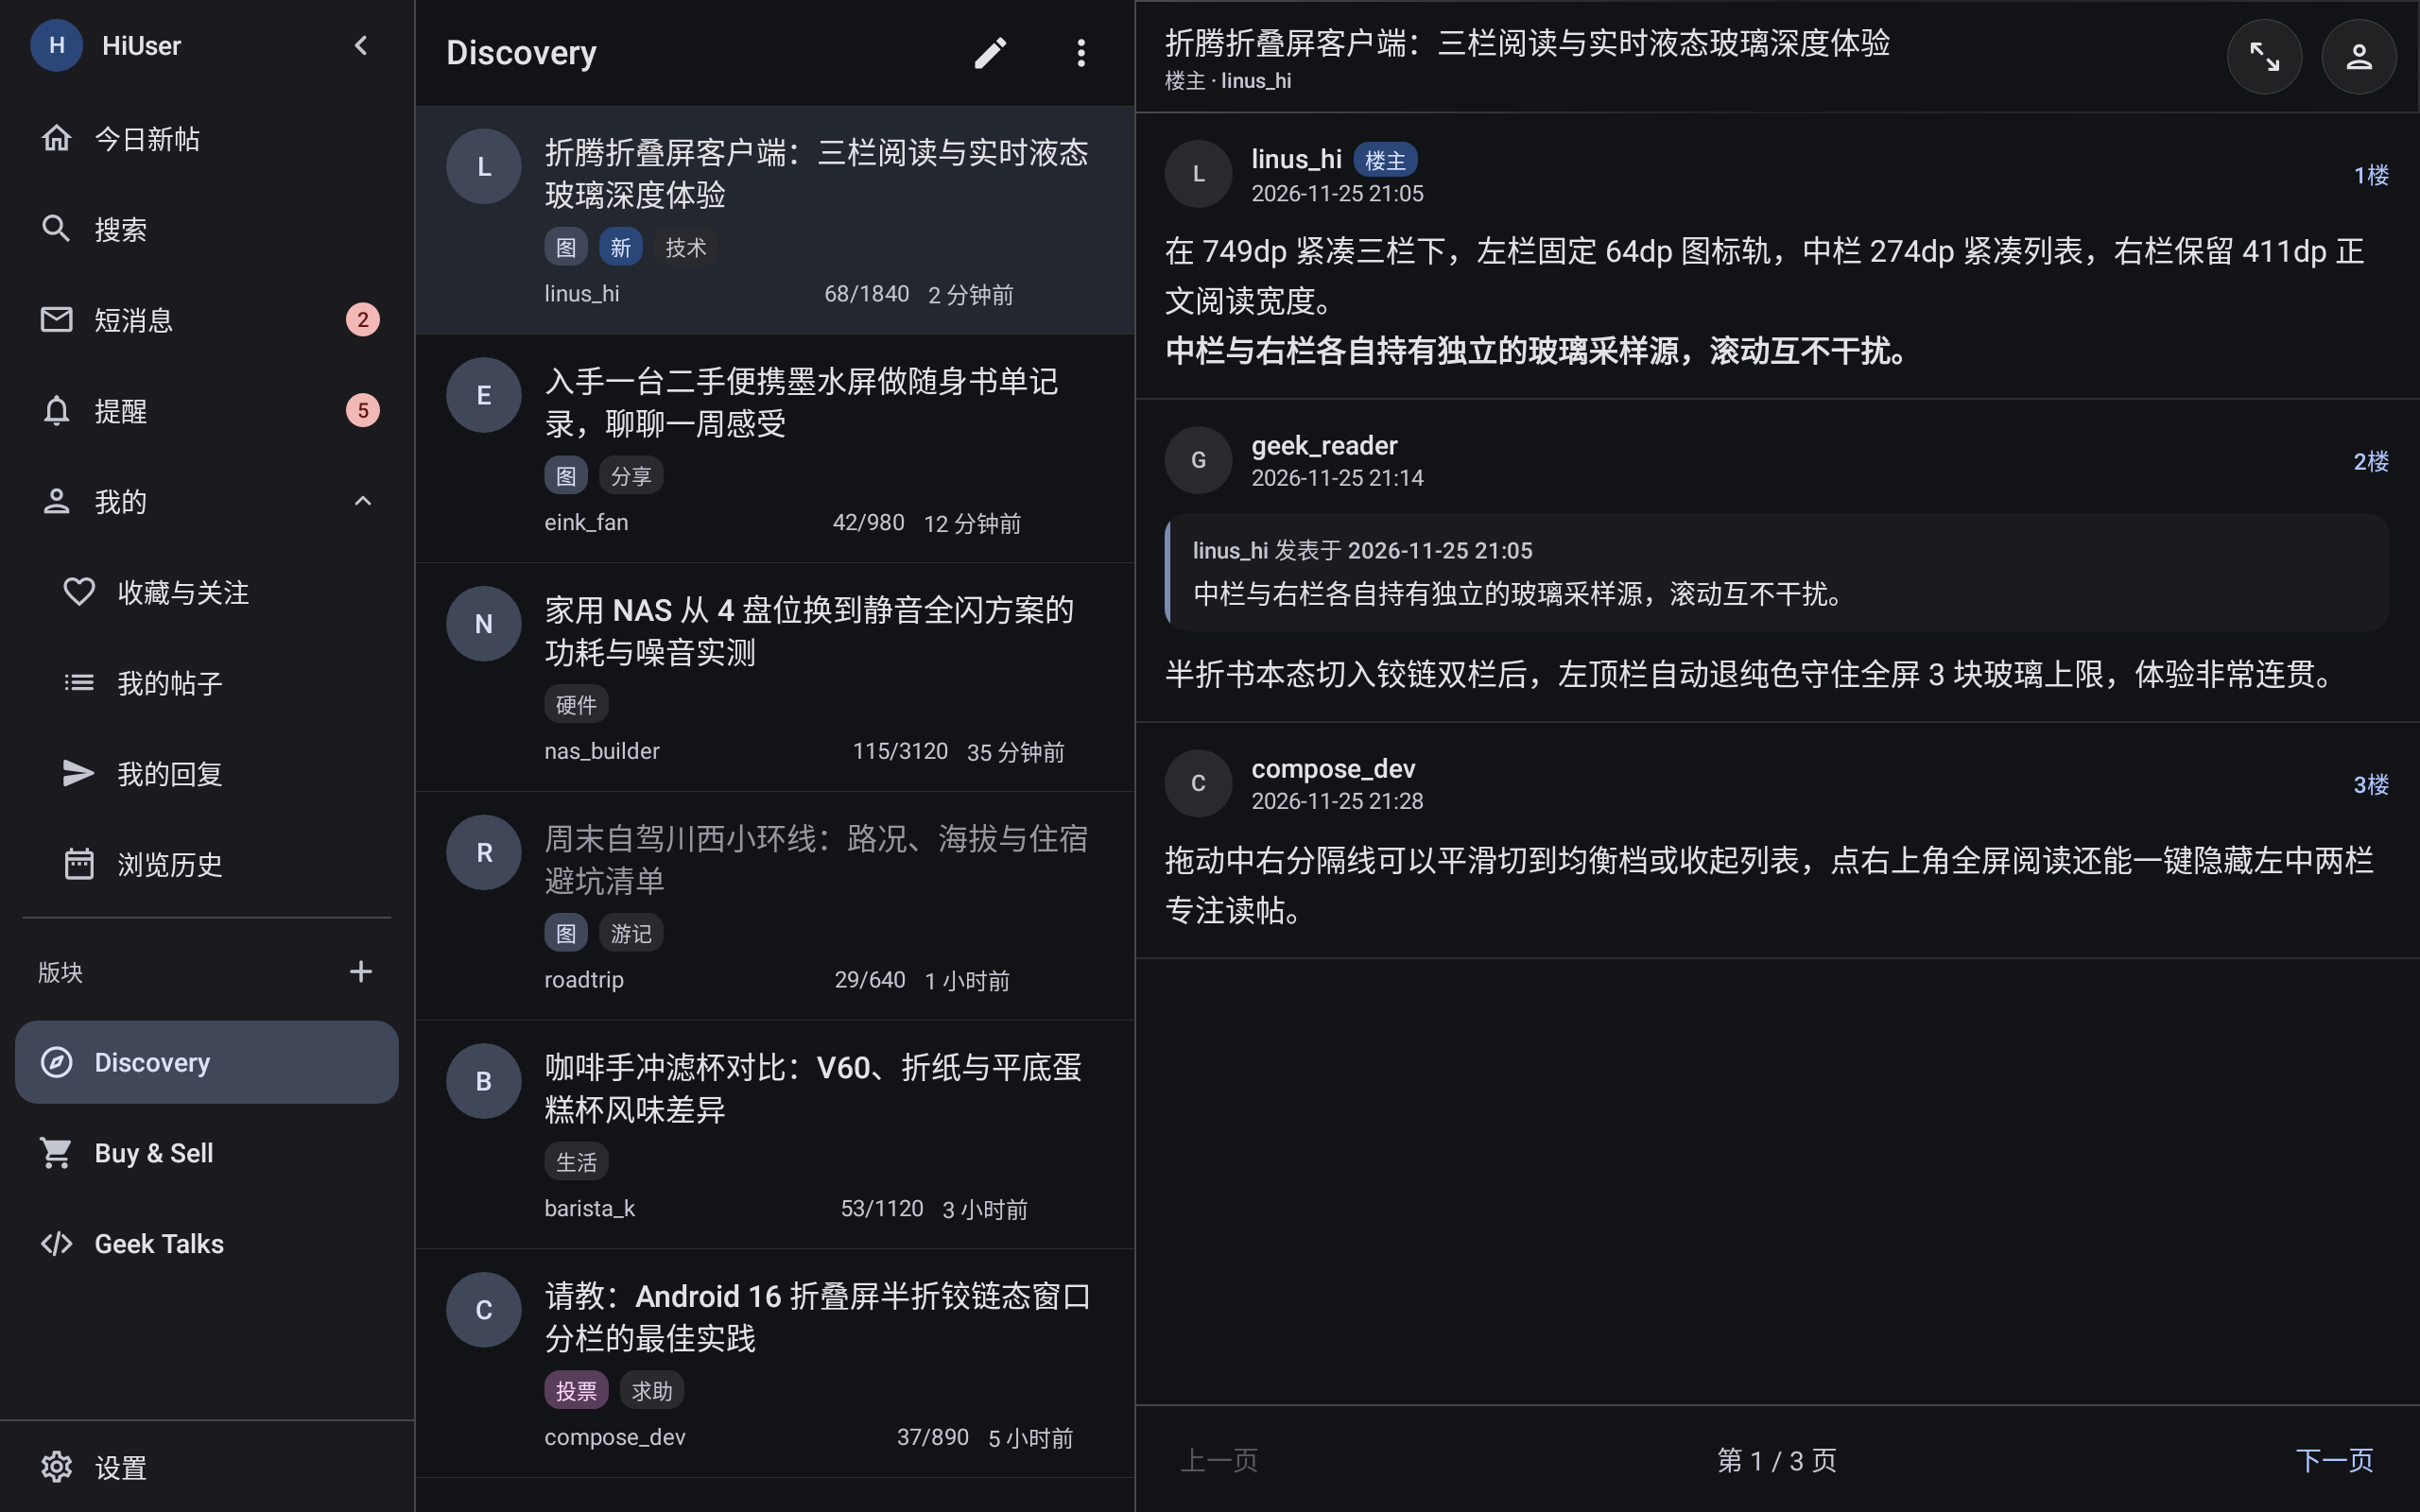 H HiUser
今日新帖
搜索
短消息 2
提醒 5
我的
收藏与关注
我的帖子
我的回复
浏览历史
版块
Discovery
Buy & Sell
Geek Talks
设置
Discovery
L
折腾折叠屏客户端：三栏阅读与实时液态
玻璃深度体验
图 新 技术
linus_hi 68/1840 2 分钟前
E
入手一台二手便携墨水屏做随身书单记
录，聊聊一周感受
图 分享
eink_fan 42/980 12 分钟前
N
家用 NAS 从 4 盘位换到静音全闪方案的
功耗与噪音实测
硬件
nas_builder 115/3120 35 分钟前
R
周末自驾川西小环线：路况、海拔与住宿
避坑清单
图 游记
roadtrip 29/640 1 小时前
B
咖啡手冲滤杯对比：V60、折纸与平底蛋
糕杯风味差异
生活
barista_k 53/1120 3 小时前
C
请教：Android 16 折叠屏半折铰链态窗口
分栏的最佳实践
投票 求助
compose_dev 37/890 5 小时前
折腾折叠屏客户端：三栏阅读与实时液态玻璃深度体验
楼主 · linus_hi
L
linus_hi 楼主
2026-11-25 21:05
1楼
在 749dp 紧凑三栏下，左栏固定 64dp 图标轨，中栏 274dp 紧凑列表，右栏保留 411dp 正
文阅读宽度。
中栏与右栏各自持有独立的玻璃采样源，滚动互不干扰。
G
geek_reader
2026-11-25 21:14
2楼
linus_hi 发表于 2026-11-25 21:05
中栏与右栏各自持有独立的玻璃采样源，滚动互不干扰。
半折书本态切入铰链双栏后，左顶栏自动退纯色守住全屏 3 块玻璃上限，体验非常连贯。
C
compose_dev
2026-11-25 21:28
3楼
拖动中右分隔线可以平滑切到均衡档或收起列表，点右上角全屏阅读还能一键隐藏左中两栏
专注读帖。
上一页 第 1 / 3 页 下一页